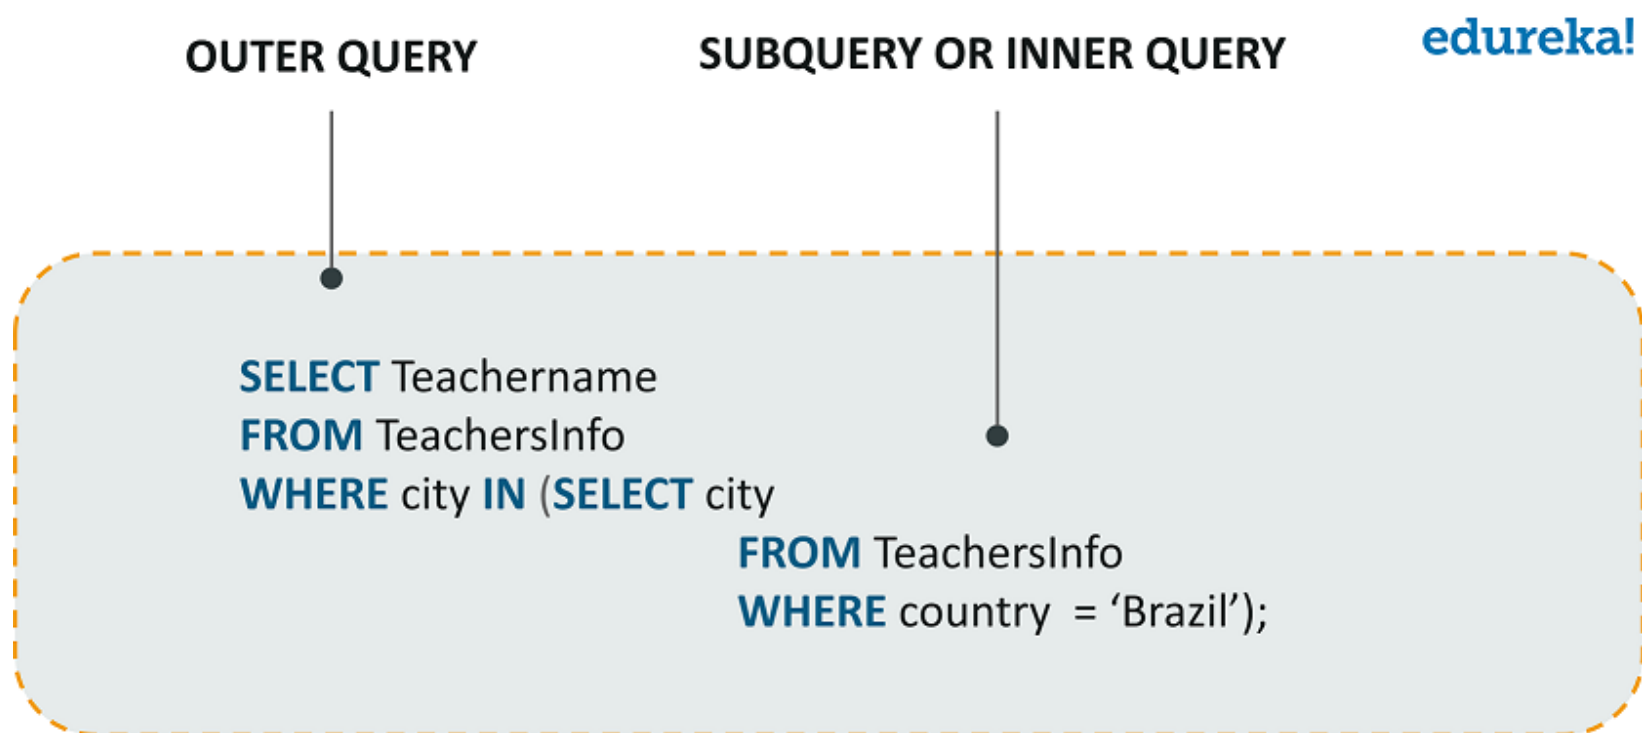 OUTER QUERY
SUBQUERY OR INNER QUERY
edureka!
SELECT Teachername
FROM TeachersInfo
WHERE city IN (SELECT city
FROM TeachersInfo
WHERE country = ‘Brazil’);